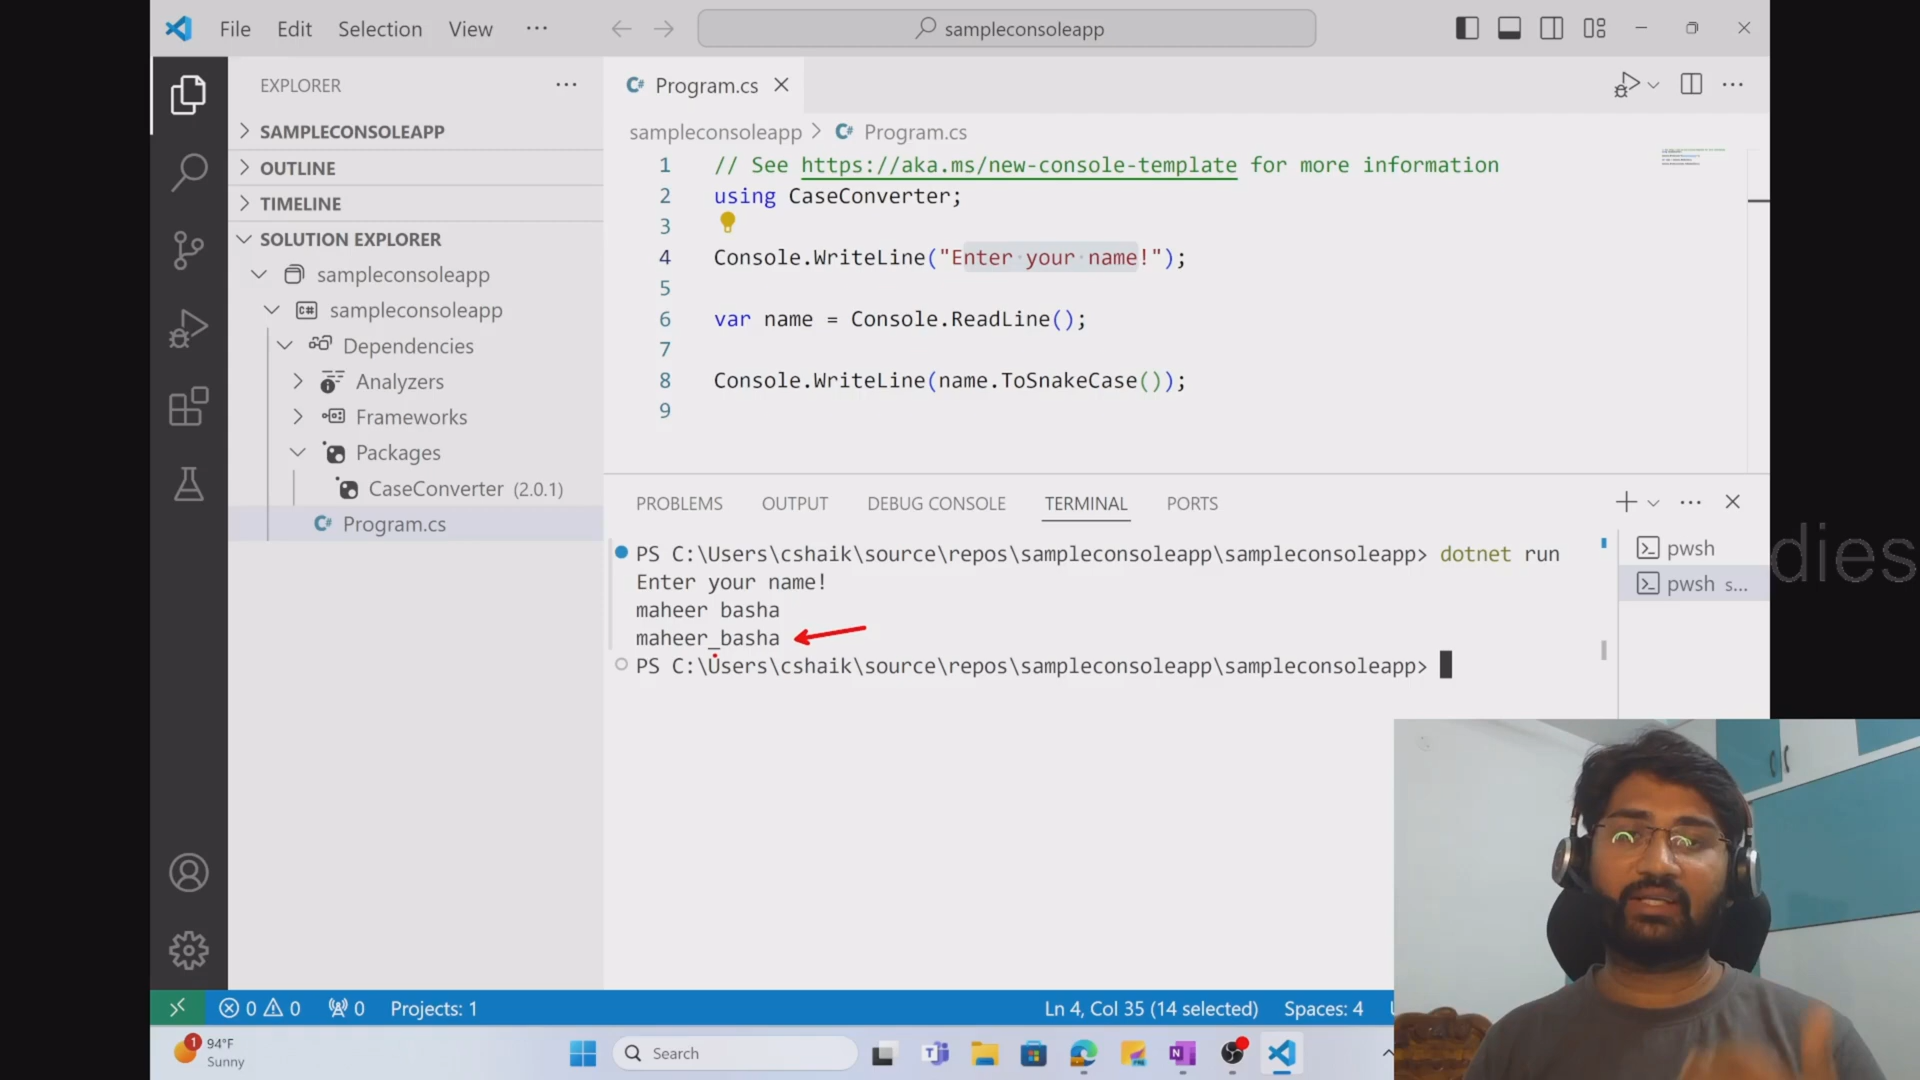 File Edit Selection View ...
sampleconsoleapp
EXPLORER
SAMPLECONSOLEAPP
OUTLINE
TIMELINE
SOLUTION EXPLORER
sampleconsoleapp
sampleconsoleapp
Dependencies
Analyzers
Frameworks
Packages
CaseConverter (2.0.1)
Program.cs
Program.cs
sampleconsoleapp > Program.cs
1 // See https://aka.ms/new-console-template for more information
2 using CaseConverter;
3
4 Console.WriteLine("Enter your name!");
5
6 var name = Console.ReadLine();
7
8 Console.WriteLine(name.ToSnakeCase());
9
PROBLEMS OUTPUT DEBUG CONSOLE TERMINAL PORTS
PS C:\Users\cshaik\source\repos\sampleconsoleapp\sampleconsoleapp> dotnet run
Enter your name!
maheer basha
maheer_basha
PS C:\Users\cshaik\source\repos\sampleconsoleapp\sampleconsoleapp>
pwsh
pwsh s...
dies
0 0 0 Projects: 1 Ln 4, Col 35 (14 selected) Spaces: 4
1 94°F
Sunny
Search